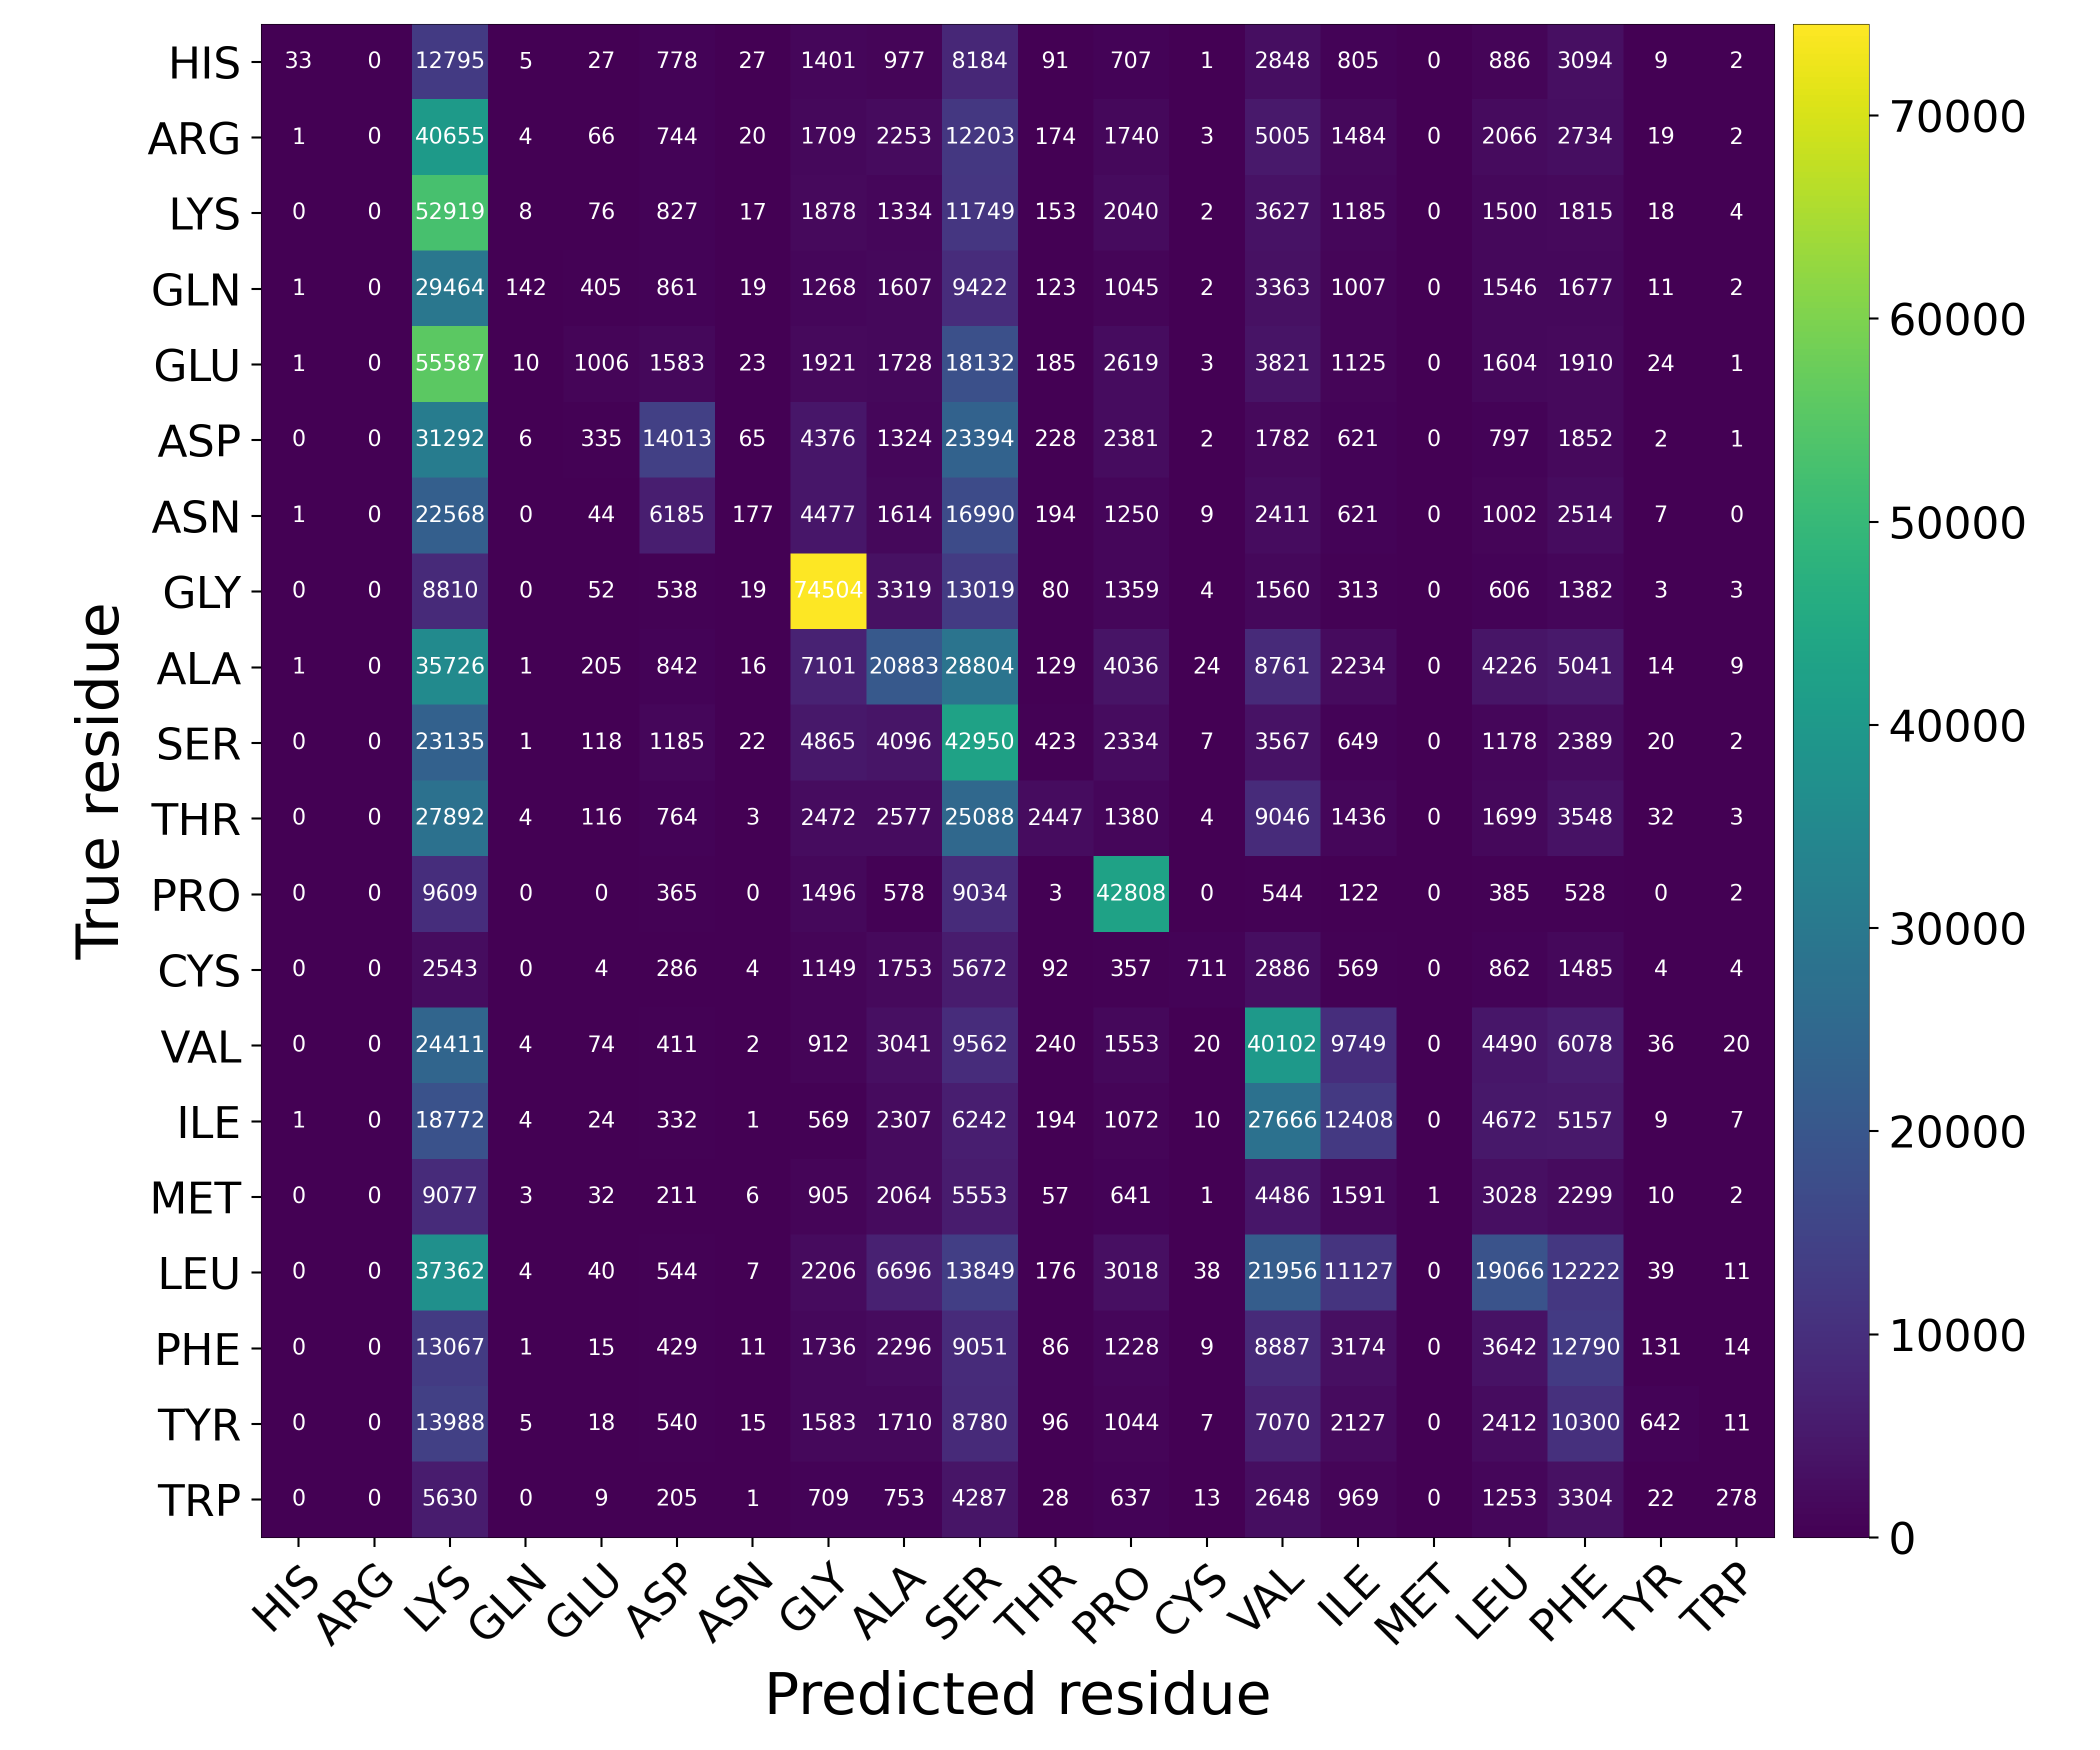 HIS 33 0 12795 5 27 778 27 1401 977 8184 91 707 1 2848 805 0 886 3094 9 2
ARG 1 0 40655 4 66 744 20 1709 2253 12203 174 1740 3 5005 1484 0 2066 2734 19 2
LYS 0 0 52919 8 76 827 17 1878 1334 11749 153 2040 2 3627 1185 0 1500 1815 18 4
GLN 1 0 29464 142 405 861 19 1268 1607 9422 123 1045 2 3363 1007 0 1546 1677 11 2
GLU 1 0 55587 10 1006 1583 23 1921 1728 18132 185 2619 3 3821 1125 0 1604 1910 24 1
ASP 0 0 31292 6 335 14013 65 4376 1324 23394 228 2381 2 1782 621 0 797 1852 2 1
ASN 1 0 22568 0 44 6185 177 4477 1614 16990 194 1250 9 2411 621 0 1002 2514 7 0
GLY 0 0 8810 0 52 538 19 74504 3319 13019 80 1359 4 1560 313 0 606 1382 3 3
ALA 1 0 35726 1 205 842 16 7101 20883 28804 129 4036 24 8761 2234 0 4226 5041 14 9
SER 0 0 23135 1 118 1185 22 4865 4096 42950 423 2334 7 3567 649 0 1178 2389 20 2
THR 0 0 27892 4 116 764 3 2472 2577 25088 2447 1380 4 9046 1436 0 1699 3548 32 3
PRO 0 0 9609 0 0 365 0 1496 578 9034 3 42808 0 544 122 0 385 528 0 2
CYS 0 0 2543 0 4 286 4 1149 1753 5672 92 357 711 2886 569 0 862 1485 4 4
VAL 0 0 24411 4 74 411 2 912 3041 9562 240 1553 20 40102 9749 0 4490 6078 36 20
ILE 1 0 18772 4 24 332 1 569 2307 6242 194 1072 10 27666 12408 0 4672 5157 9 7
MET 0 0 9077 3 32 211 6 905 2064 5553 57 641 1 4486 1591 1 3028 2299 10 2
LEU 0 0 37362 4 40 544 7 2206 6696 13849 176 3018 38 21956 11127 0 19066 12222 39 11
PHE 0 0 13067 1 15 429 11 1736 2296 9051 86 1228 9 8887 3174 0 3642 12790 131 14
TYR 0 0 13988 5 18 540 15 1583 1710 8780 96 1044 7 7070 2127 0 2412 10300 642 11
TRP 0 0 5630 0 9 205 1 709 753 4287 28 637 13 2648 969 0 1253 3304 22 278
HIS ARG LYS GLN GLU ASP ASN GLY ALA SER THR PRO CYS VAL ILE MET LEU PHE TYR TRP
Predicted residue
True residue
70000
60000
50000
40000
30000
20000
10000
0